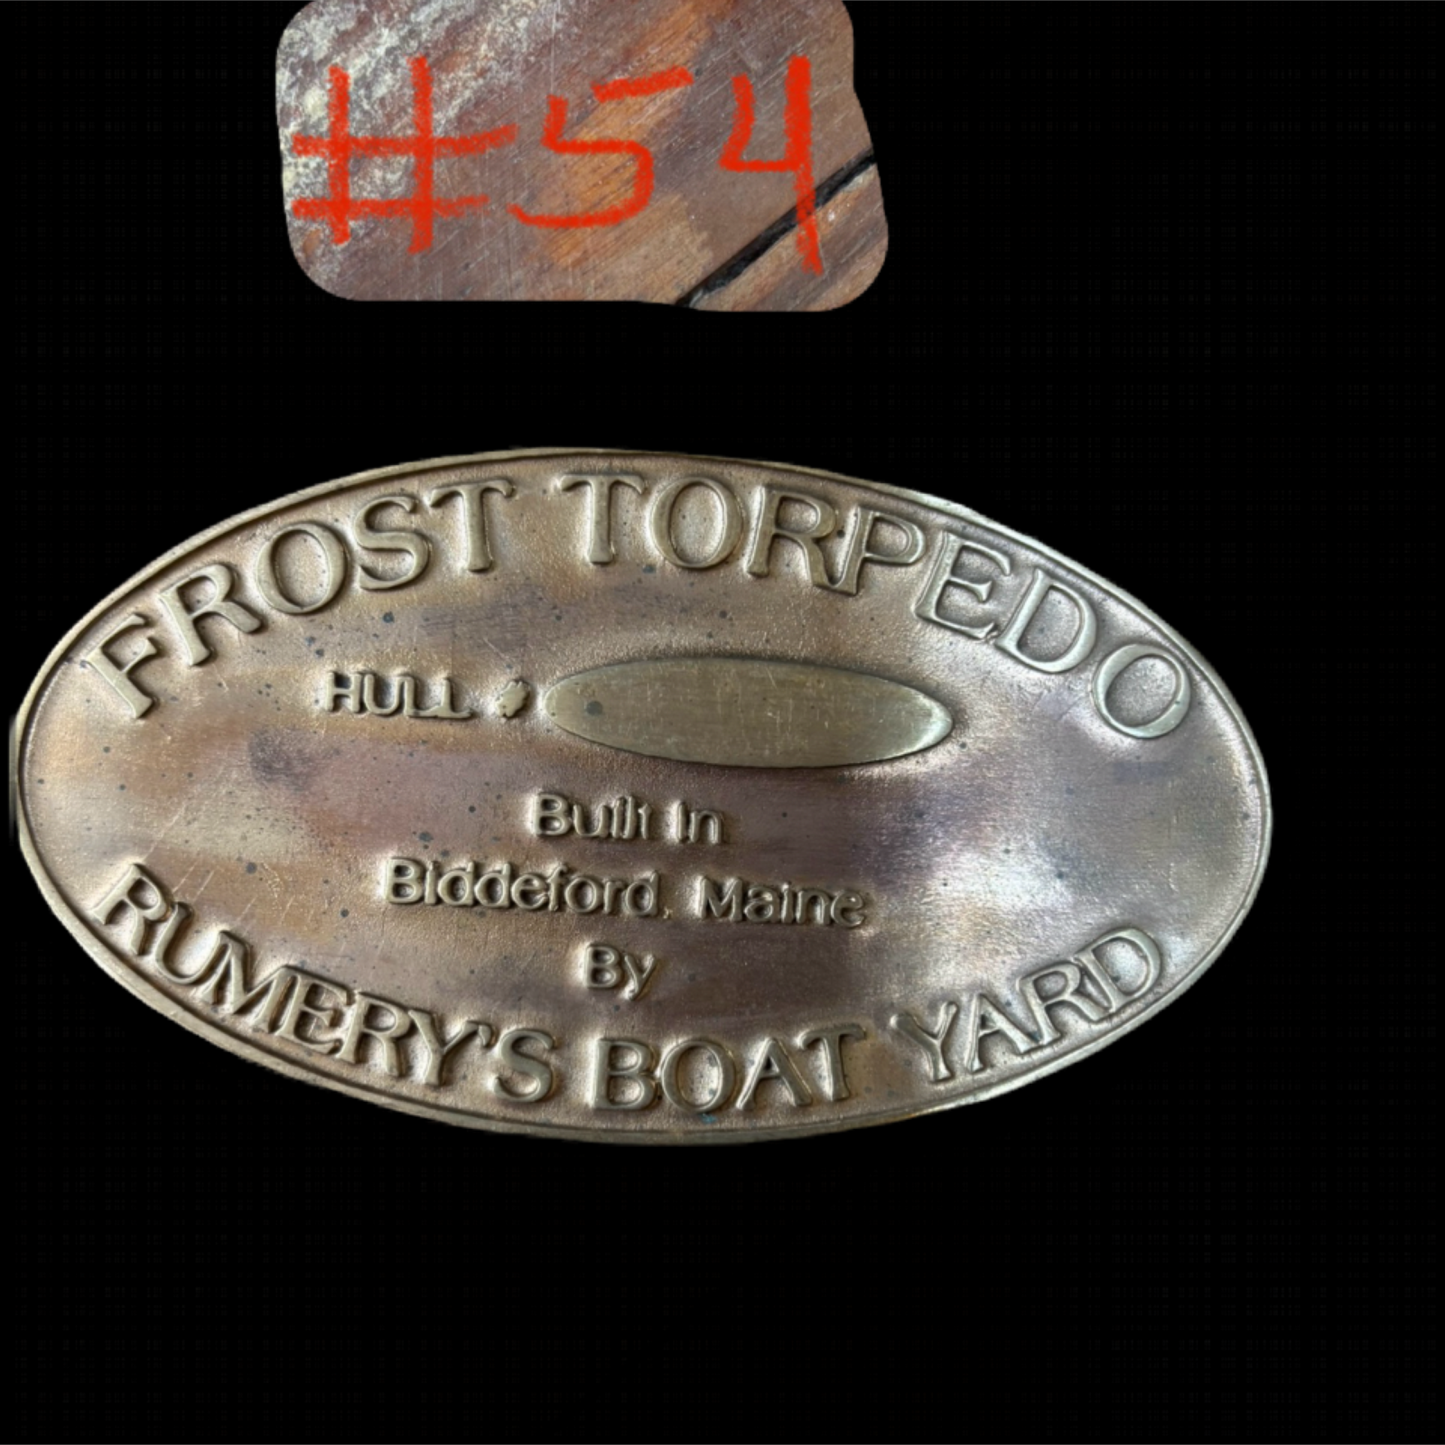 #54
FROST TORPEDO
HULL #
Built In
Biddeford, Maine
By
RUMERY'S BOAT YARD